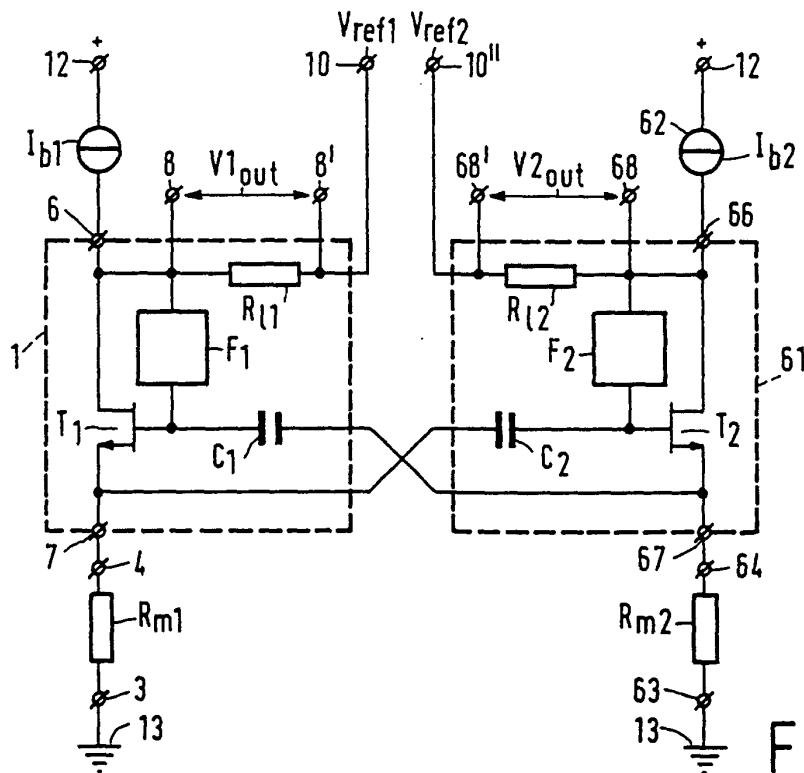 Vref1 Vref2
+ +
12 10 10" 12
62
Ib1 8 V1out 8' 68' V2out 68 Ib2
6 66
Rl1 Rl2
1 F1 F2 61
T1 T2
C1 C2
7 4 67 64
Rm1 Rm2
3 63
13 13
F